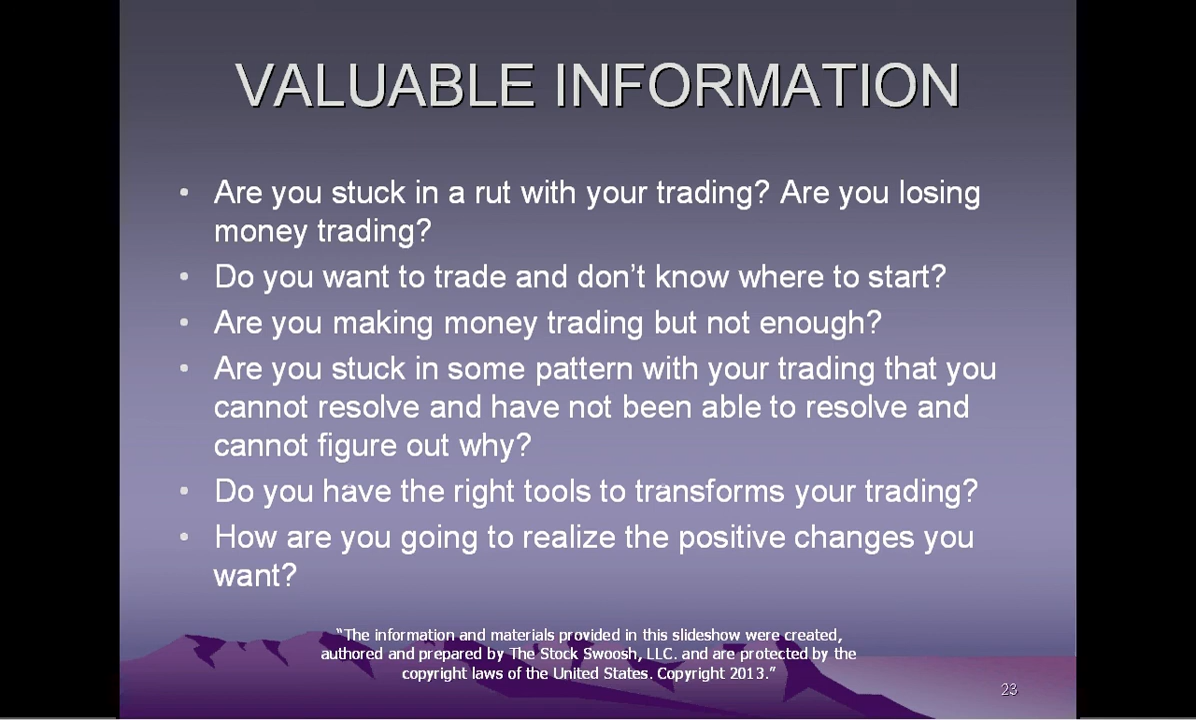 VALUABLE INFORMATION
• Are you stuck in a rut with your trading? Are you losing
money trading?
• Do you want to trade and don't know where to start?
• Are you making money trading but not enough?
• Are you stuck in some pattern with your trading that you
cannot resolve and have not been able to resolve and
cannot figure out why?
• Do you have the right tools to transforms your trading?
• How are you going to realize the positive changes you
want?
“The information and materials provided in this slideshow were created,
authored and prepared by The Stock Swoosh, LLC. and are protected by the
copyright laws of the United States. Copyright 2013.”
23